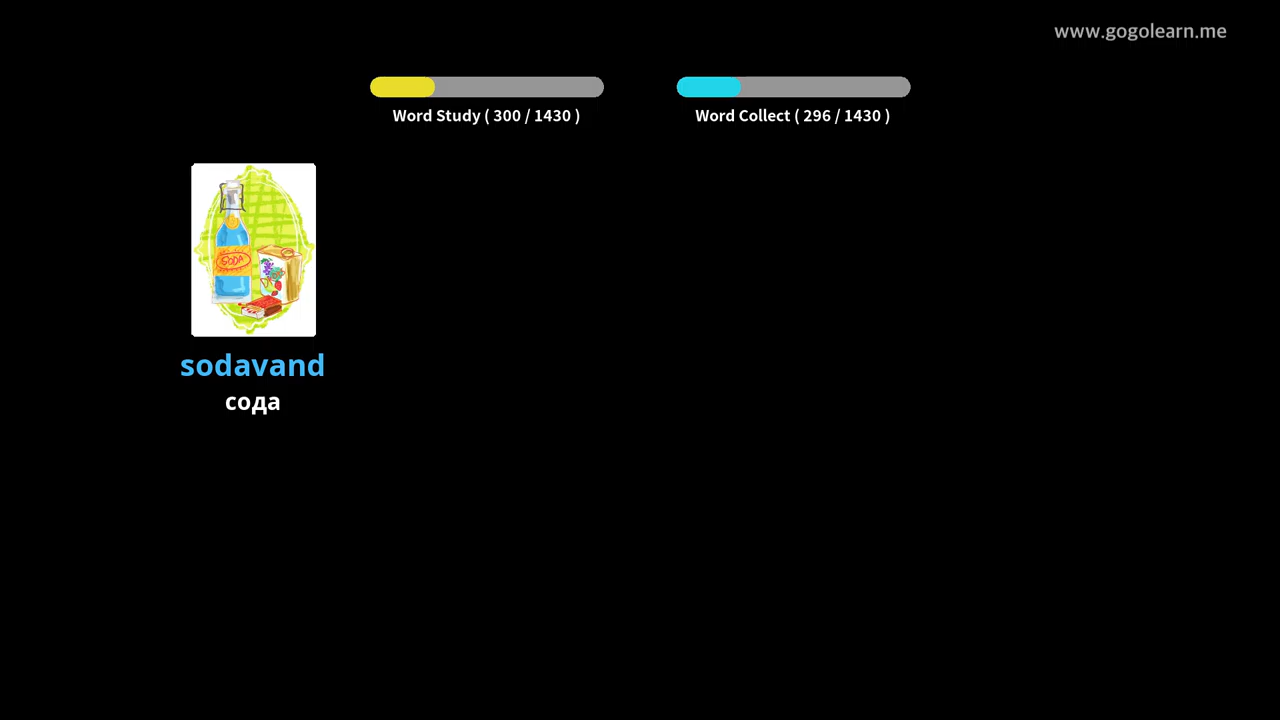 www.gogolearn.me
Word Study ( 300 / 1430 )
Word Collect ( 296 / 1430 )
SODA
sodavand
сода